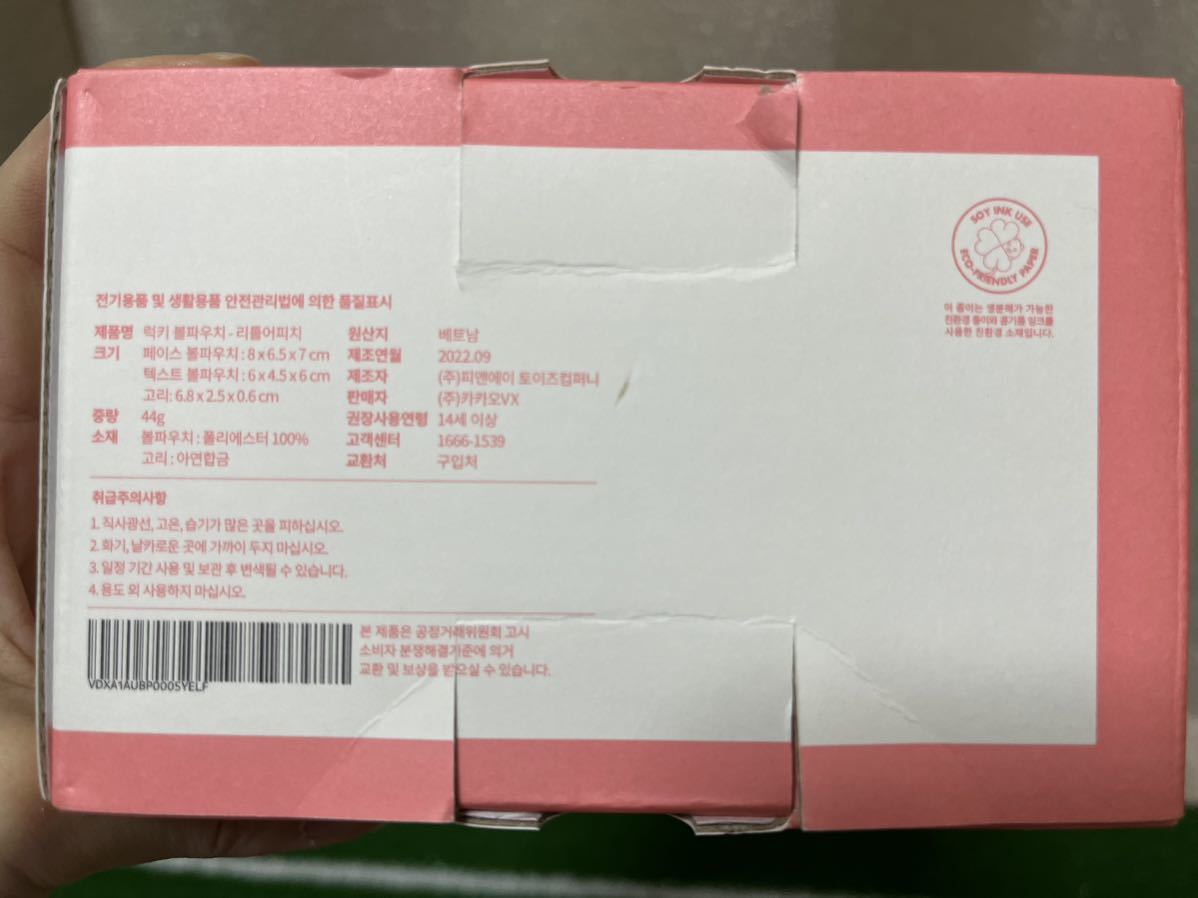 SOY INK USE
ECO-FRIENDLY PAPER
이 종이는 생분해가 가능한
친환경 종이와 콩기름 잉크를
사용한 친환경 소재입니다.
전기용품 및 생활용품 안전관리법에 의한 품질표시
제품명 럭키 볼파우치 - 리틀어피치
크기 페이스 볼파우치 : 8 x 6.5 x 7 cm
텍스트 볼파우치 : 6 x 4.5 x 6 cm
고리: 6.8 x 2.5 x 0.6 cm
중량 44g
소재 볼파우치 : 폴리에스터 100%
고리 : 아연합금
원산지 베트남
제조연월 2022.09
제조자 (주)피앤에이 토이즈컴퍼니
판매자 (주)카카오VX
권장사용연령 14세 이상
고객센터 1666-1539
교환처 구입처
취급주의사항
1. 직사광선, 고온, 습기가 많은 곳을 피하십시오.
2. 화기, 날카로운 곳에 가까이 두지 마십시오.
3. 일정 기간 사용 및 보관 후 변색될 수 있습니다.
4. 용도 외 사용하지 마십시오.
VDXA1AUBP0005YELF
본 제품은 공정거래위원회 고시
소비자 분쟁해결기준에 의거
교환 및 보상을 받으실 수 있습니다.